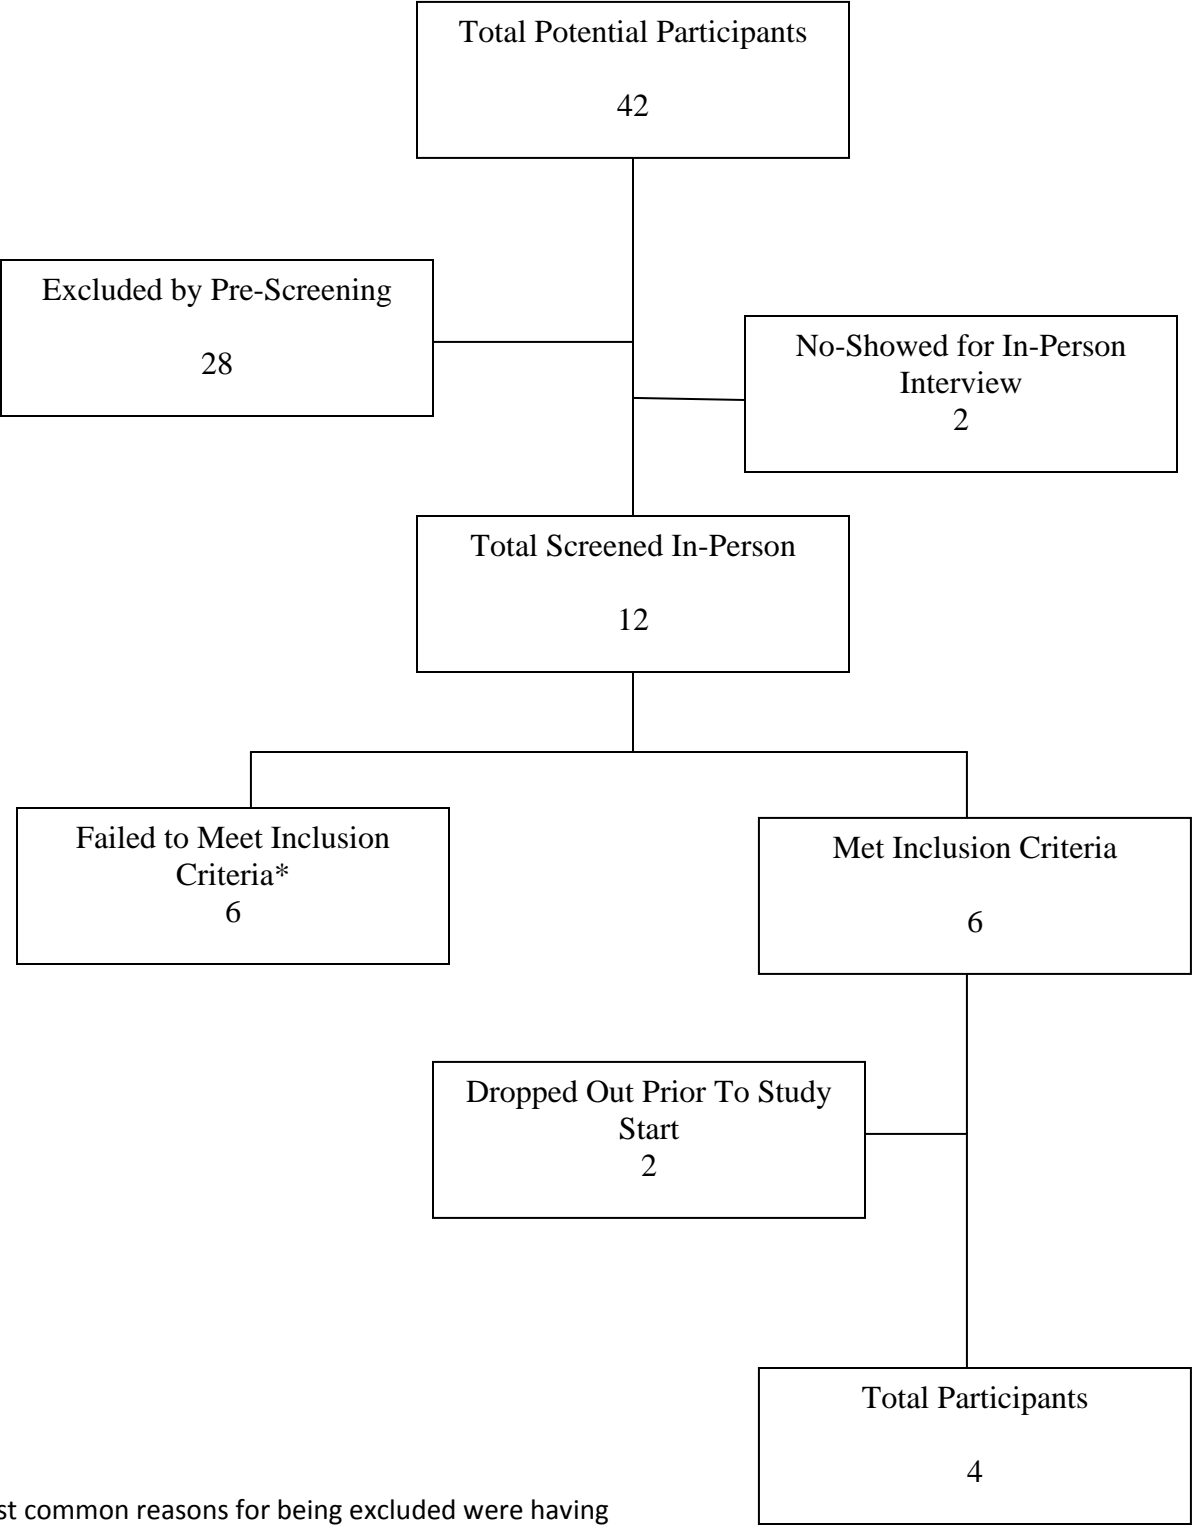 Total Potential Participants
42
Excluded by Pre-Screening
28
No-Showed for In-Person
Interview
2
Total Screened In-Person
12
Failed to Meet Inclusion
Criteria*
6
Met Inclusion Criteria
6
Dropped Out Prior To Study
Start
2
Total Participants
4
common reasons for being excluded were having